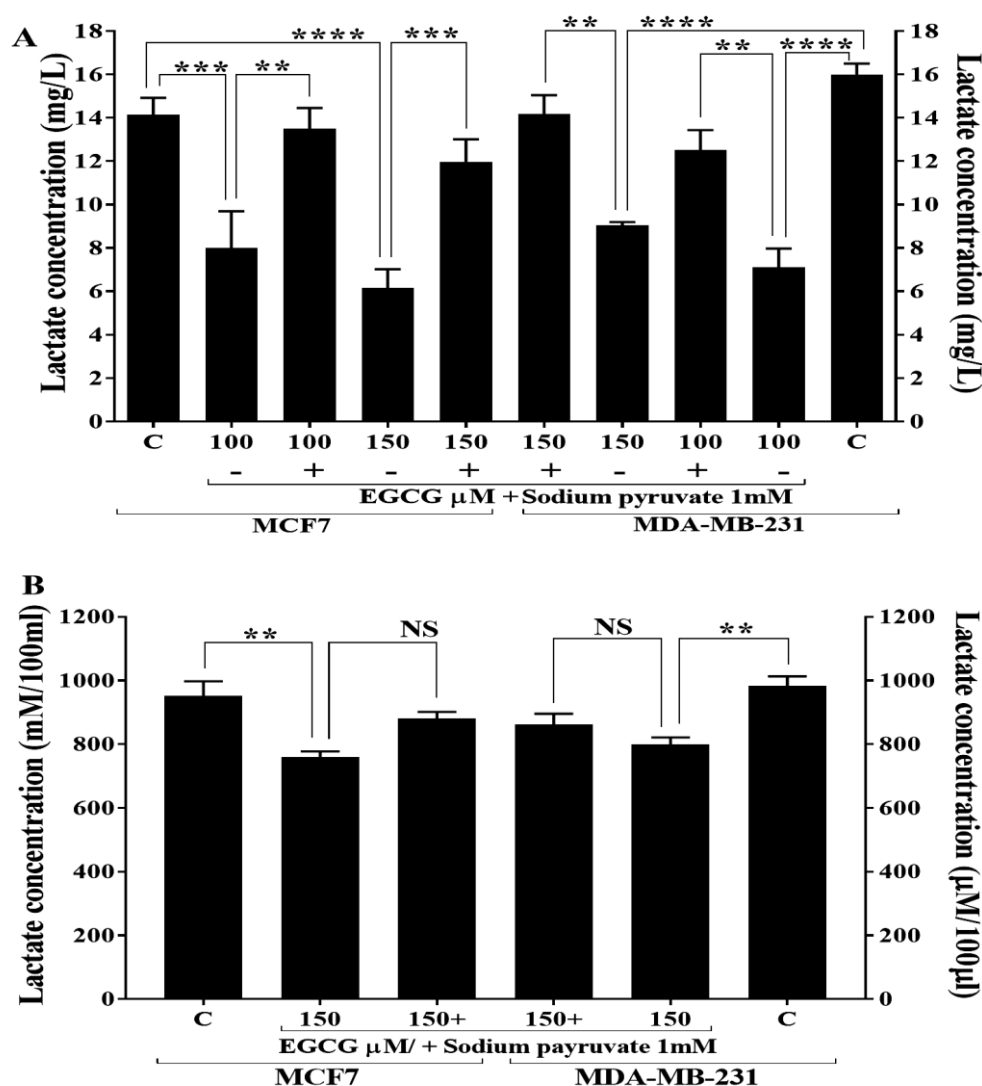 A
**** *** ** ****
*** ** ** ****
Lactate concentration (mg/L)
18
16
14
12
10
8
6
4
2
0
18
16
14
12
10
8
6
4
2
0
Lactate concentration (mg/L)
C 100 100 150 150 150 150 100 100 C
- + - + + - + -
EGCG μM + Sodium pyruvate 1mM
MCF7 MDA-MB-231
B
Lactate concentration (mM/100ml)
1200
1000
800
600
400
200
0
** NS NS **
1200
1000
800
600
400
200
0
Lactate concentration (μM/100μl)
C 150 150+ 150+ 150 C
EGCG μM/ + Sodium payruvate 1mM
MCF7 MDA-MB-231